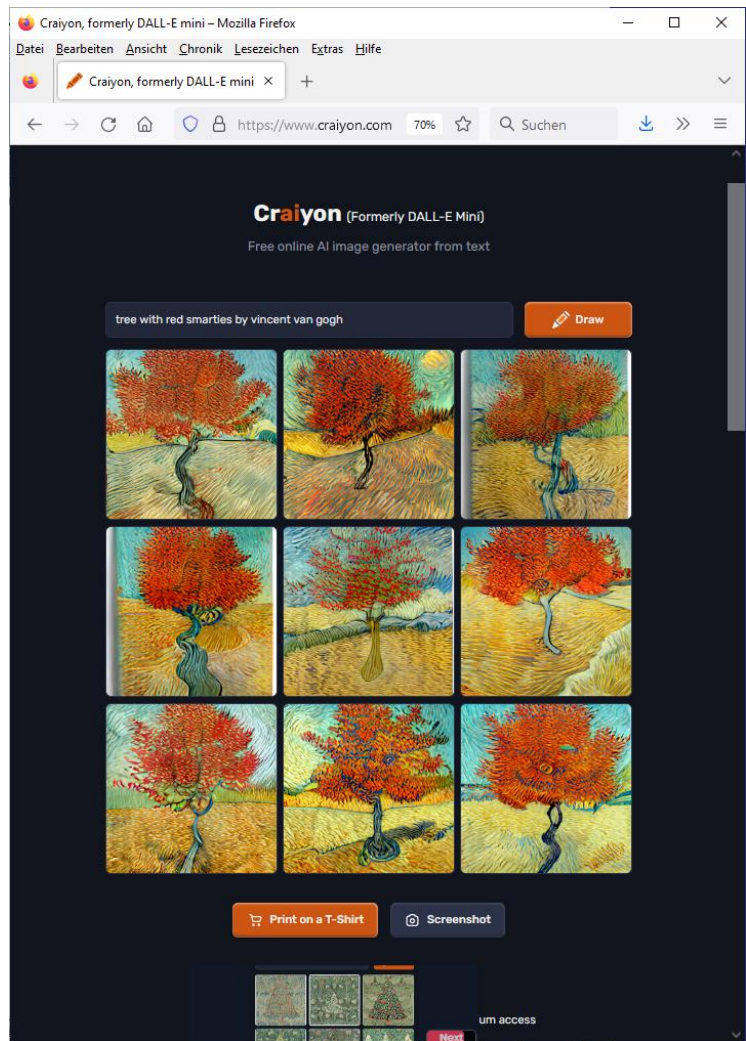 Craiyon, formerly DALL-E mini – Mozilla Firefox
Datei Bearbeiten Ansicht Chronik Lesezeichen Extras Hilfe
Craiyon, formerly DALL-E mini
https://www.craiyon.com 70% Suchen
Craiyon (Formerly DALL-E Mini)
Free online AI image generator from text
tree with red smarties by vincent van gogh Draw
Print on a T-Shirt Screenshot
um access
Next